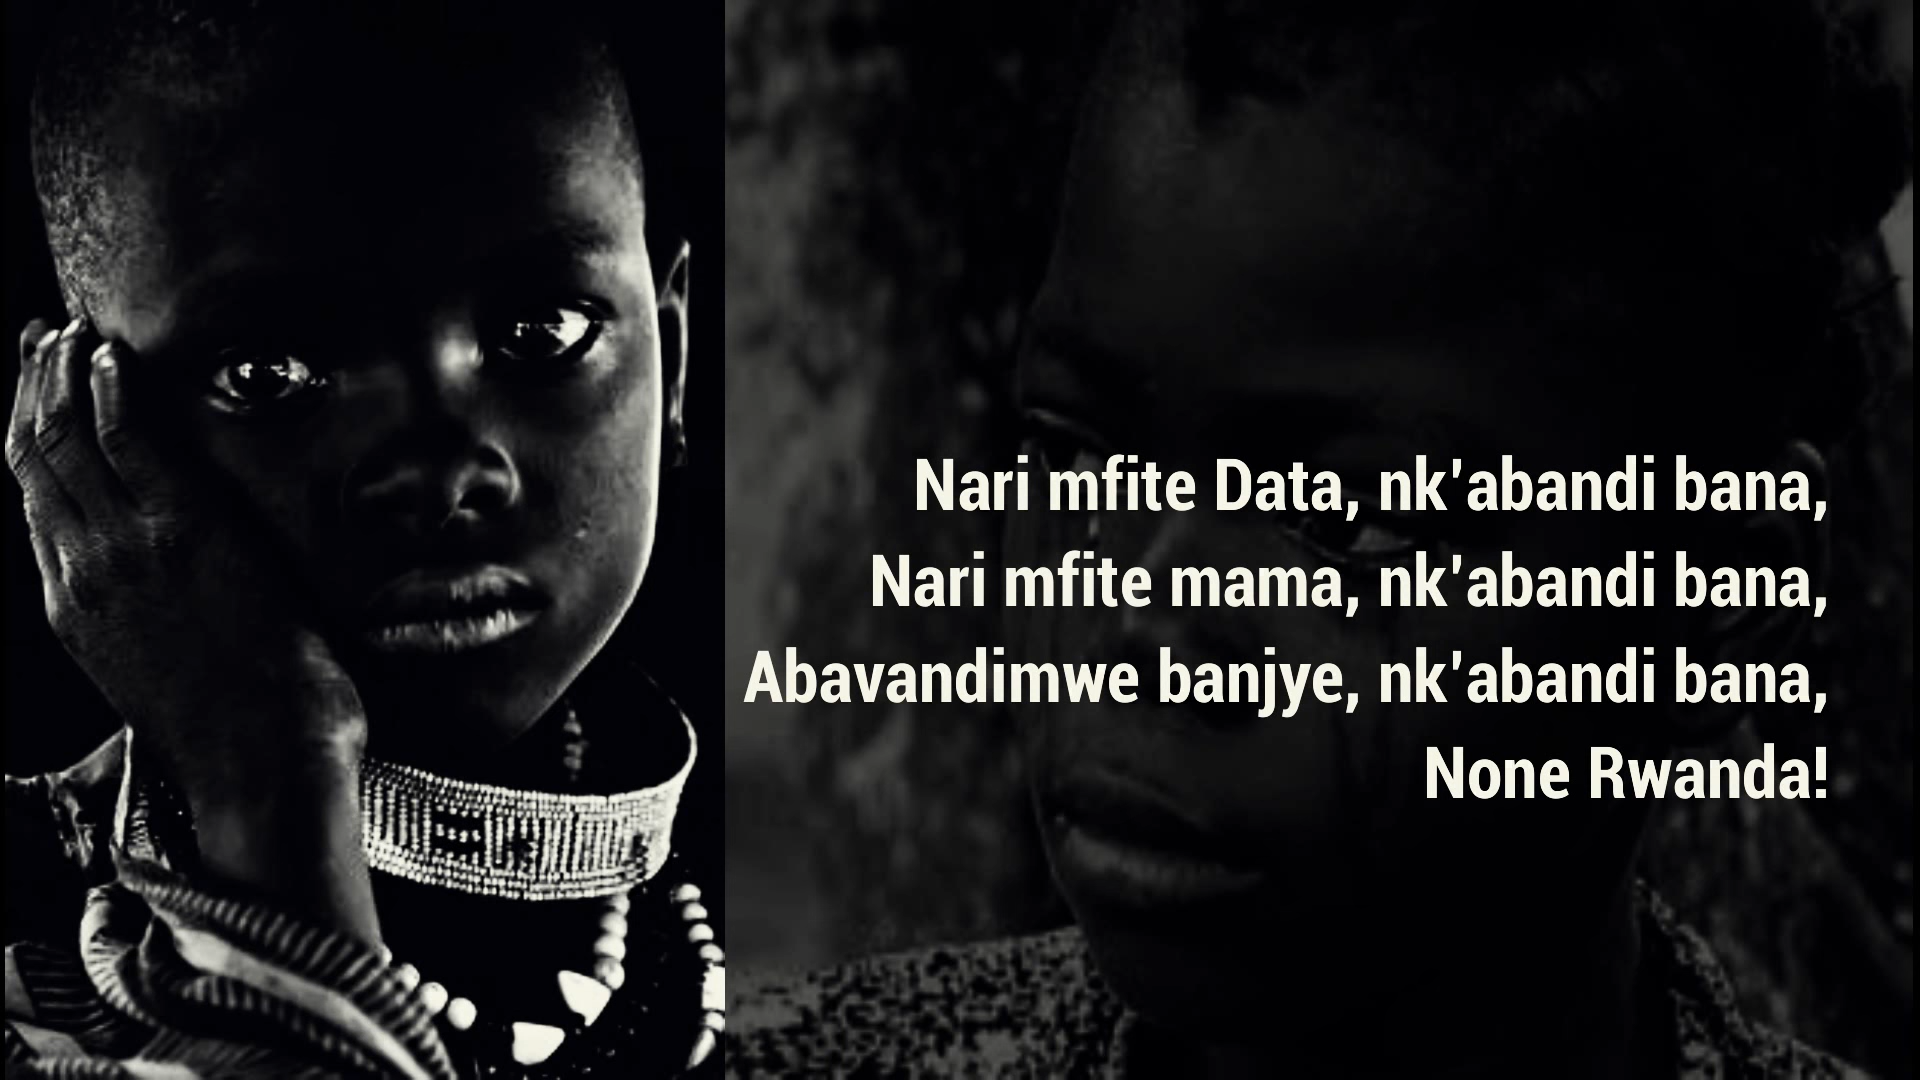 Nari mfite Data, nk'abandi bana,
Nari mfite mama, nk'abandi bana,
Abavandimwe banjye, nk'abandi bana,
None Rwanda!